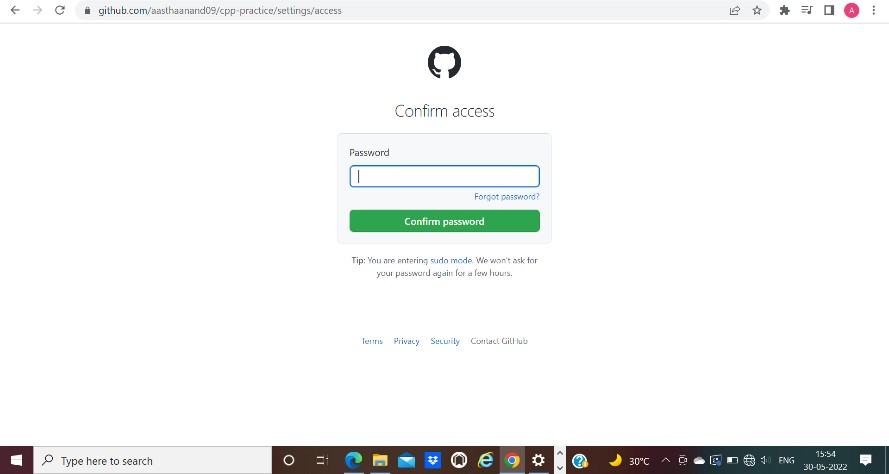 github.com/aasthaanand09/cpp-practice/settings/access
A
Confirm access
Password
Forgot password?
Confirm password
Tip: You are entering sudo mode. We won't ask for
your password again for a few hours.
Terms Privacy Security Contact GitHub
Type here to search
30°C
ENG
15:54
30-05-2022